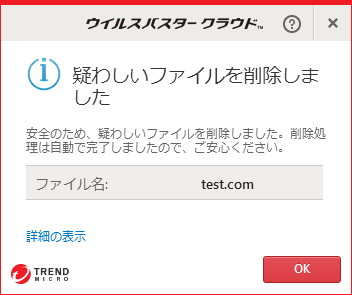 ウイルスバスター クラウド™ ? ×
i 疑わしいファイルを削除しま
した
安全のため、疑わしいファイルを削除しました。削除処
理は自動で完了しましたので、ご安心ください。
ファイル名: test.com
詳細の表示
TREND
MICRO
OK